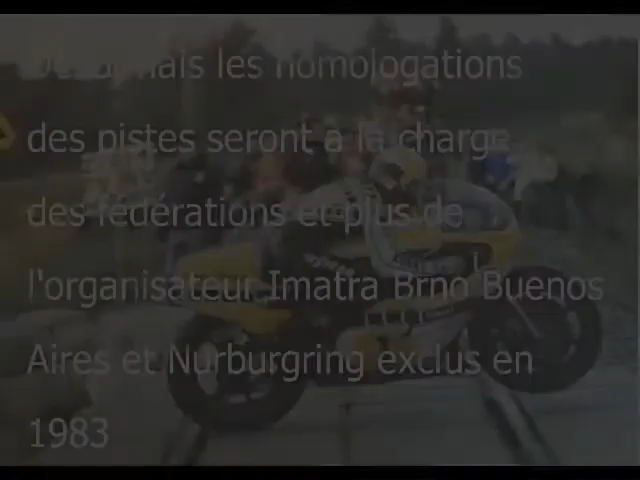 Désormais les homologations
des pistes seront à la charge
des fédérations et plus de
l'organisateur Imatra Brno Buenos
Aires et Nurburgring exclus en
1983